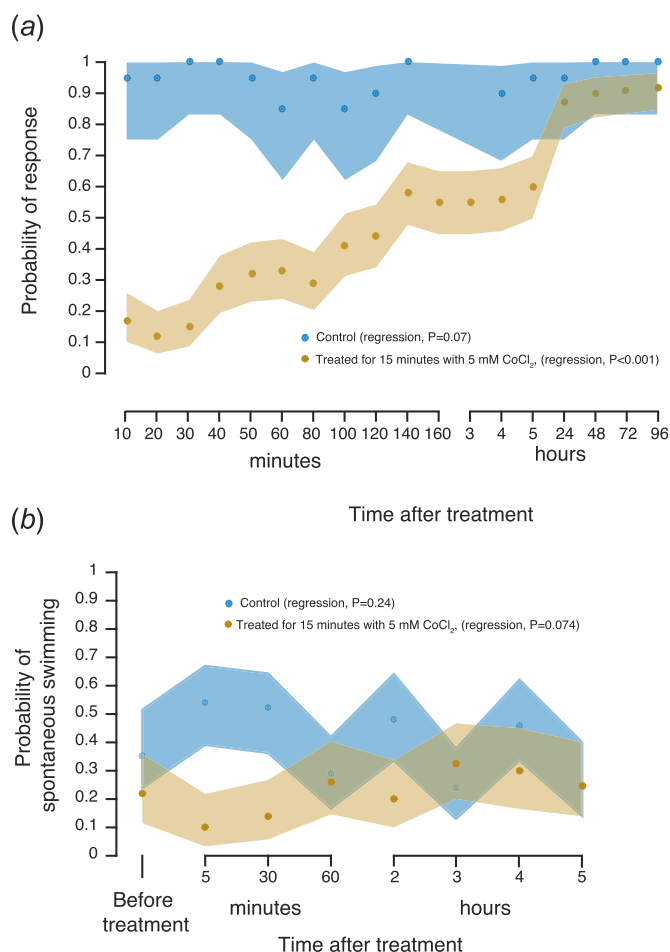 (a)
1
0.9
0.8
0.7
0.6
0.5
0.4
0.3
0.2
0.1
0
Probability of response
Control (regression, P=0.07)
Treated for 15 minutes with 5 mM CoCl2, (regression, P<0.001)
10 20 30 40 50 60 80 100 120 140 160 3 4 5 24 48 72 96
minutes hours
Time after treatment
(b)
1
0.9
0.8
0.7
0.6
0.5
0.4
0.3
0.2
0.1
0
Probability of
spontaneous swimming
Control (regression, P=0.24)
Treated for 15 minutes with 5 mM CoCl2, (regression, P=0.074)
5 30 60 2 3 4 5
Before
treatment
minutes hours
Time after treatment